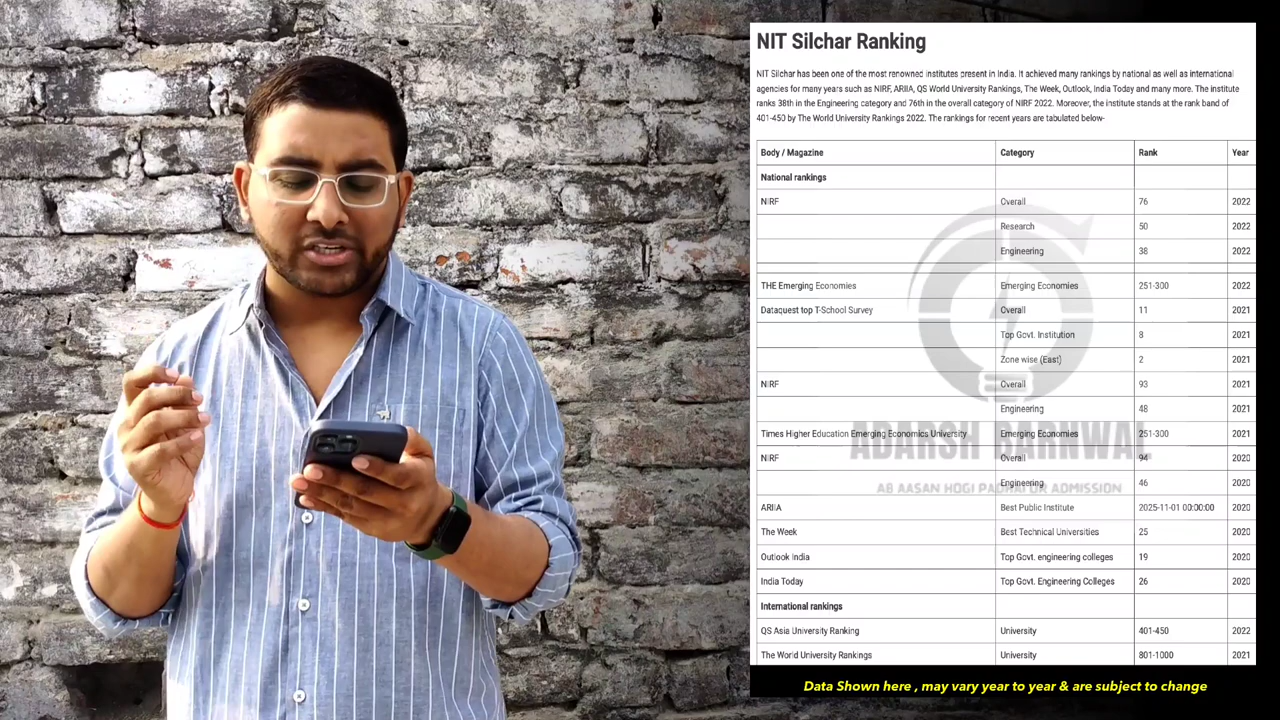 NIT Silchar Ranking
NIT Silchar has been one of the most renowned institutes present in India. It achieved many rankings by national as well as international
agencies for many years such as NIRF, ARIIA, QS World University Rankings, The Week, Outlook, India Today and many more. The institute
ranks 38th in the Engineering category and 76th in the overall category of NIRF 2022. Moreover, the institute stands at the rank band of
401-450 by The World University Rankings 2022. The rankings for recent years are tabulated below-
Body / Magazine Category Rank Year
National rankings
NIRF Overall 76 2022
Research 50 2022
Engineering 38 2022
THE Emerging Economies Emerging Economies 251-300 2022
Dataquest top T-School Survey Overall 11 2021
Top Govt. Institution 8 2021
Zone wise (East) 2 2021
NIRF Overall 93 2021
Engineering 48 2021
Times Higher Education Emerging Economics University Emerging Economies 251-300 2021
ADARSH BARNWAL
NIRF Overall 94 2020
Engineering 46 2020
AB AASAN HOGI PADHAI OR ADMISSION
ARIIA Best Public Institute 2025-11-01 00:00:00 2020
The Week Best Technical Universities 25 2020
Outlook India Top Govt. engineering colleges 19 2020
India Today Top Govt. Engineering Colleges 26 2020
International rankings
QS Asia University Ranking University 401-450 2022
The World University Rankings University 801-1000 2021
Data Shown here , may vary year to year & are subject to change